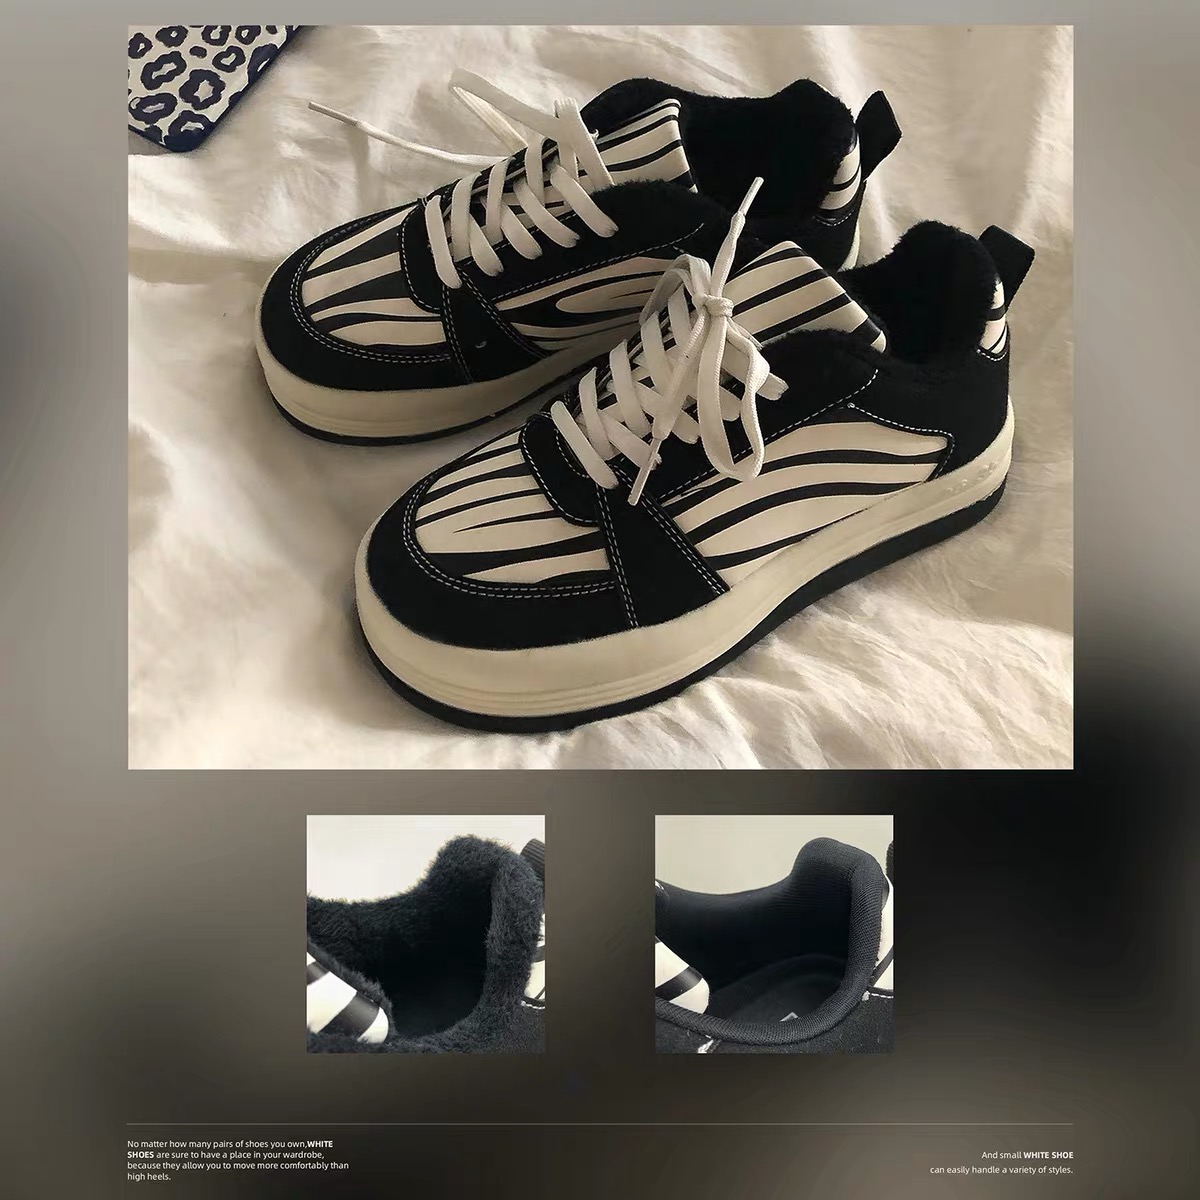 No matter how many pairs of shoes you own,WHITE
SHOES are sure to have a place in your wardrobe,
because they allow you to move more comfortably than
high heels.
And small WHITE SHOE
can easily handle a variety of styles.